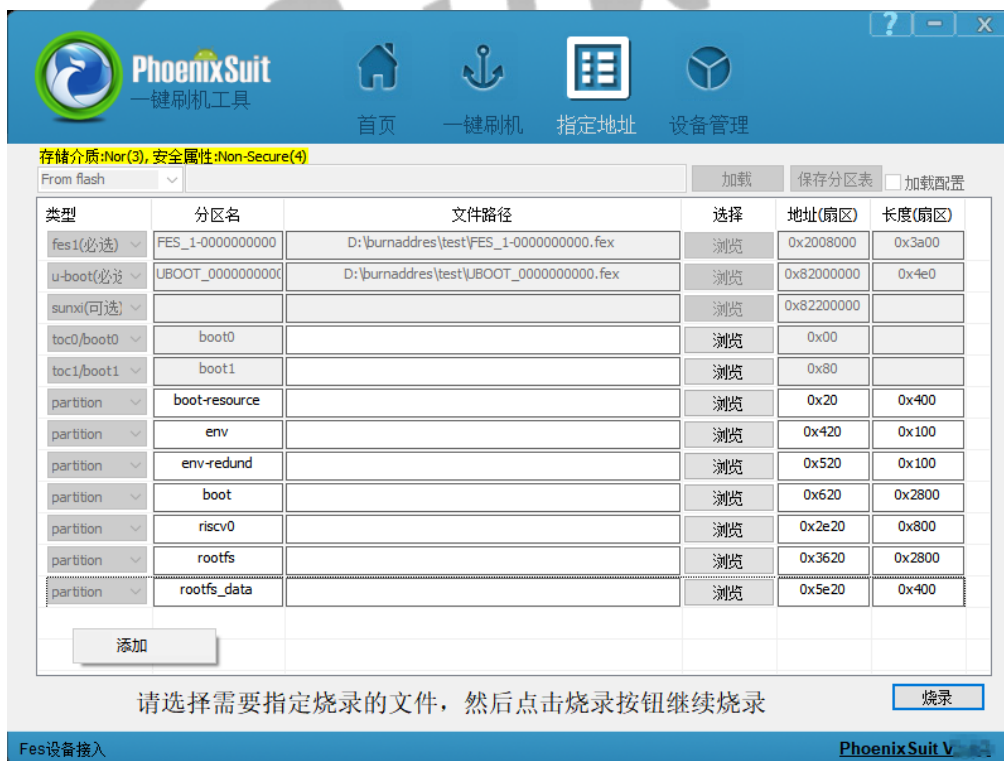 ? - X
PhoenixSuit
一键刷机工具
首页 一键刷机 指定地址 设备管理
存储介质:Nor(3),安全属性:Non-Secure(4)
From flash 加载 保存分区表 加载配置
类型 分区名 文件路径 选择 地址(扇区) 长度(扇区)
fes1(必选) FES_1-0000000000 D:\burnaddres\test\FES_1-0000000000.fex 浏览 0x2008000 0x3a00
u-boot(必选 UBOOT_0000000000 D:\burnaddres\test\UBOOT_0000000000.fex 浏览 0x82000000 0x4e0
sunxi(可选) 浏览 0x82200000
toc0/boot0 boot0 浏览 0x00
toc1/boot1 boot1 浏览 0x80
partition boot-resource 浏览 0x20 0x400
partition env 浏览 0x420 0x100
partition env-redund 浏览 0x520 0x100
partition boot 浏览 0x620 0x2800
partition riscv0 浏览 0x2e20 0x800
partition rootfs 浏览 0x3620 0x2800
partition rootfs_data 浏览 0x5e20 0x400
添加
请选择需要指定烧录的文件，然后点击烧录按钮继续烧录 烧录
Fes设备接入 PhoenixSuit V